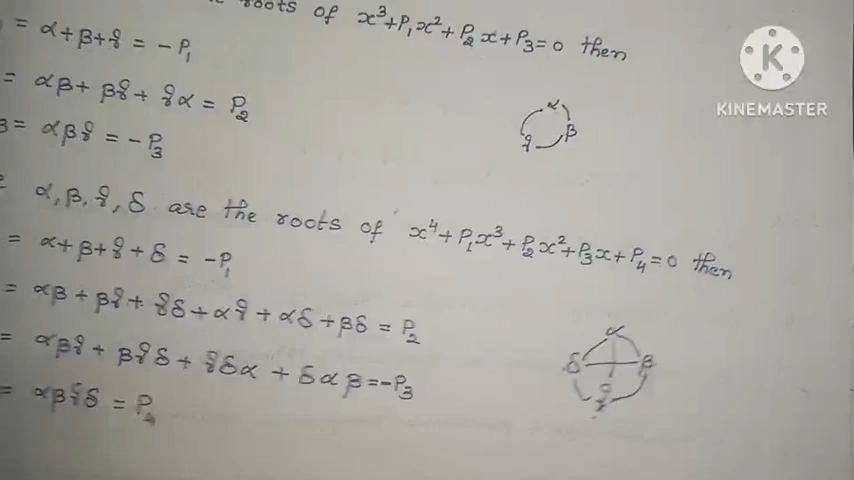 roots of x³+P₁x²+P₂x+P₃=0 then
= α+β+γ = -P₁
= αβ+βγ+γα = P₂
= αβγ = -P₃
α
β
γ
K
KINEMASTER
α,β,γ,δ are the roots of x⁴+P₁x³+P₂x²+P₃x+P₄=0 then
= α+β+γ+δ = -P₁
= αβ+βγ+γδ+αγ+αδ+βδ = P₂
= αβγ+βγδ+γδα+δαβ=-P₃
= αβγδ = P₄
α
δ β
γ